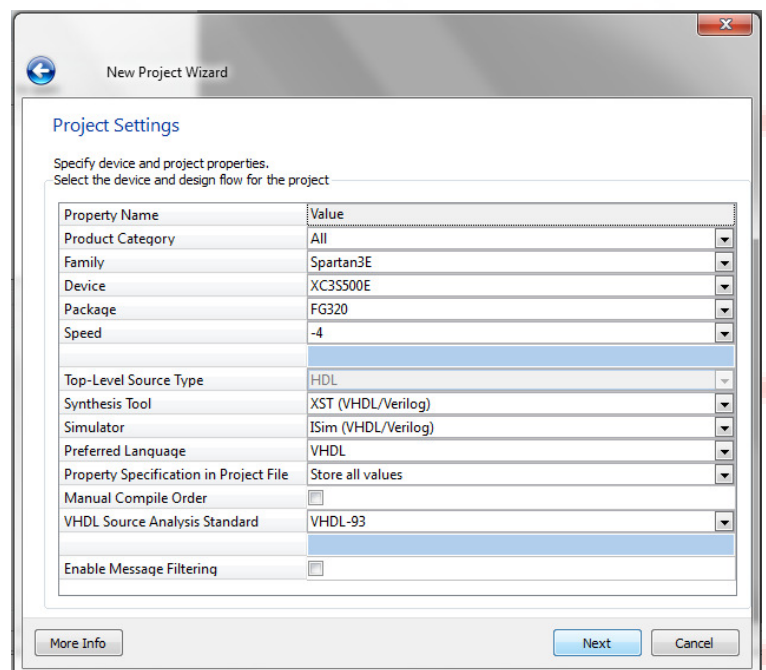 New Project Wizard
Project Settings
Specify device and project properties.
Select the device and design flow for the project
Property Name Value
Product Category All
Family Spartan3E
Device XC3S500E
Package FG320
Speed -4
Top-Level Source Type HDL
Synthesis Tool XST (VHDL/Verilog)
Simulator ISim (VHDL/Verilog)
Preferred Language VHDL
Property Specification in Project File Store all values
Manual Compile Order
VHDL Source Analysis Standard VHDL-93
Enable Message Filtering
More Info Next Cancel